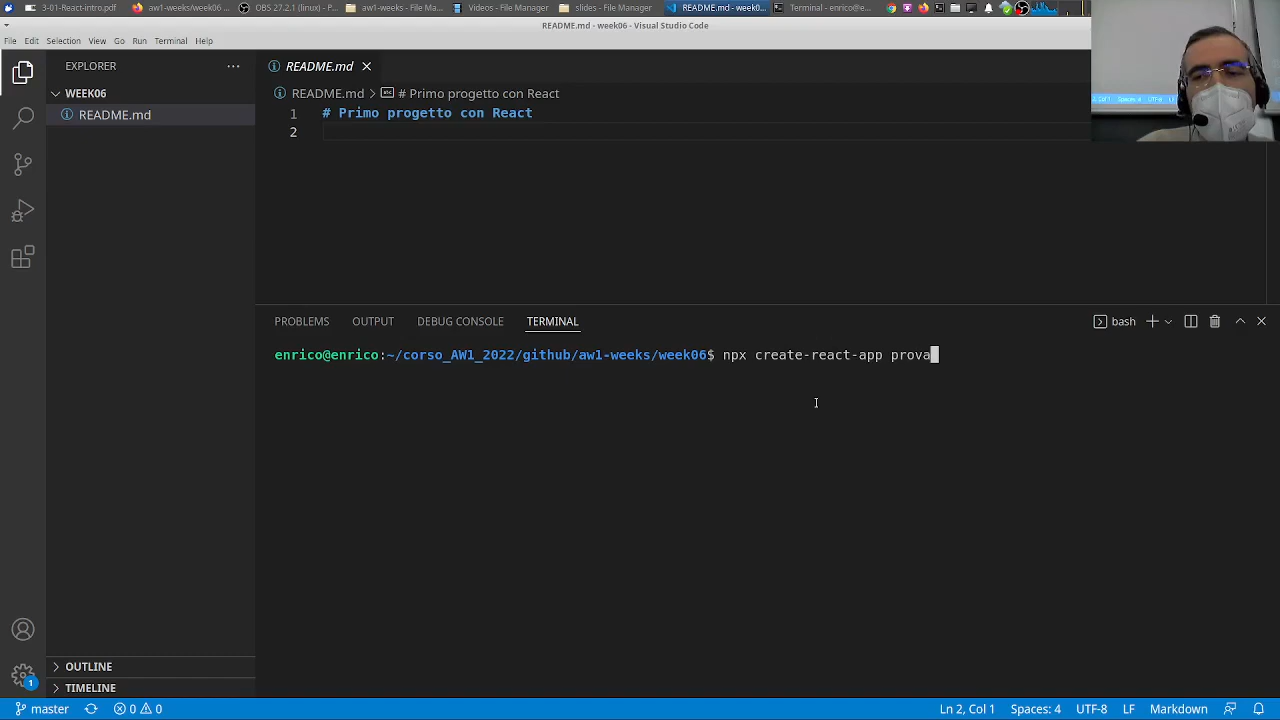 3-01-React-intro.pdf
aw1-weeks/week06 ...
OBS 27.2.1 (linux) - P...
aw1-weeks - File Ma...
Videos - File Manager
slides - File Manager
README.md - week0...
Terminal - enrico@e...
README.md - week06 - Visual Studio Code
File Edit Selection View Go Run Terminal Help
EXPLORER
README.md
WEEK06
README.md > # Primo progetto con React
README.md
1 # Primo progetto con React
2
PROBLEMS OUTPUT DEBUG CONSOLE TERMINAL
bash
enrico@enrico:~/corso_AW1_2022/github/aw1-weeks/week06$ npx create-react-app prova
OUTLINE
TIMELINE
1
master
0 0
Ln 2, Col 1
Spaces: 4
UTF-8
LF
Markdown